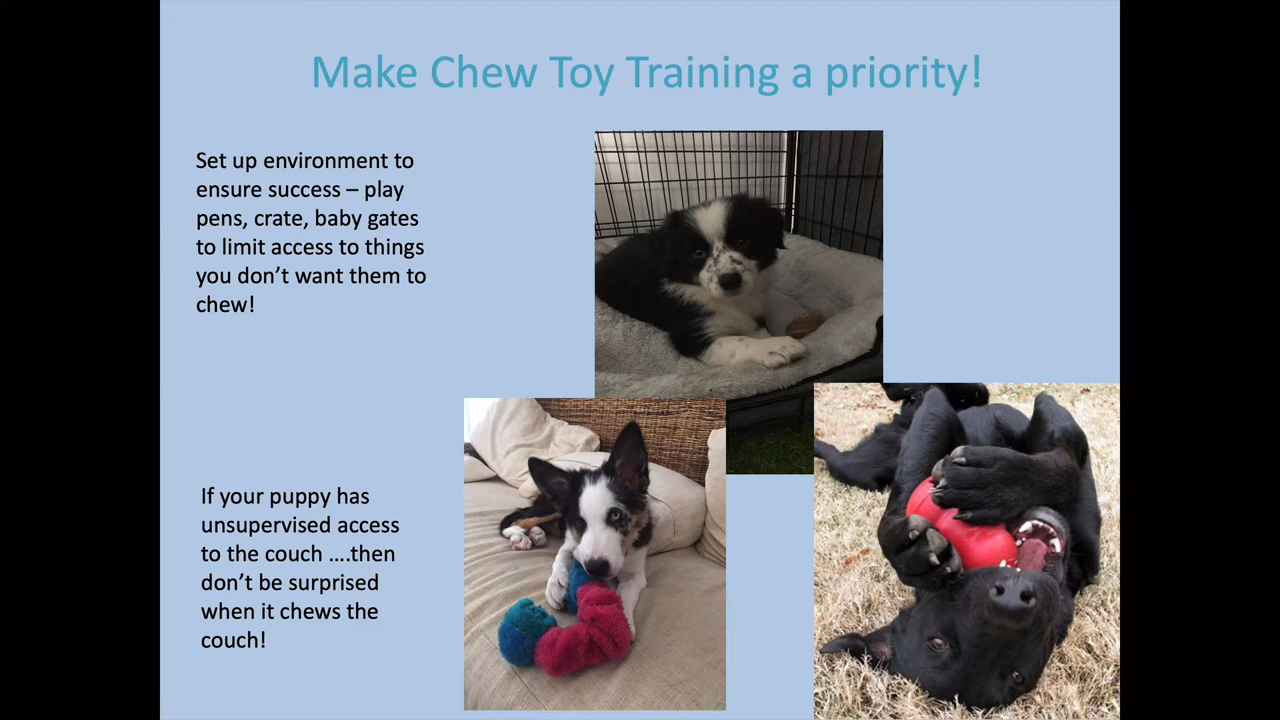 Make Chew Toy Training a priority!
Set up environment to
ensure success – play
pens, crate, baby gates
to limit access to things
you don’t want them to
chew!
If your puppy has
unsupervised access
to the couch ....then
don’t be surprised
when it chews the
couch!